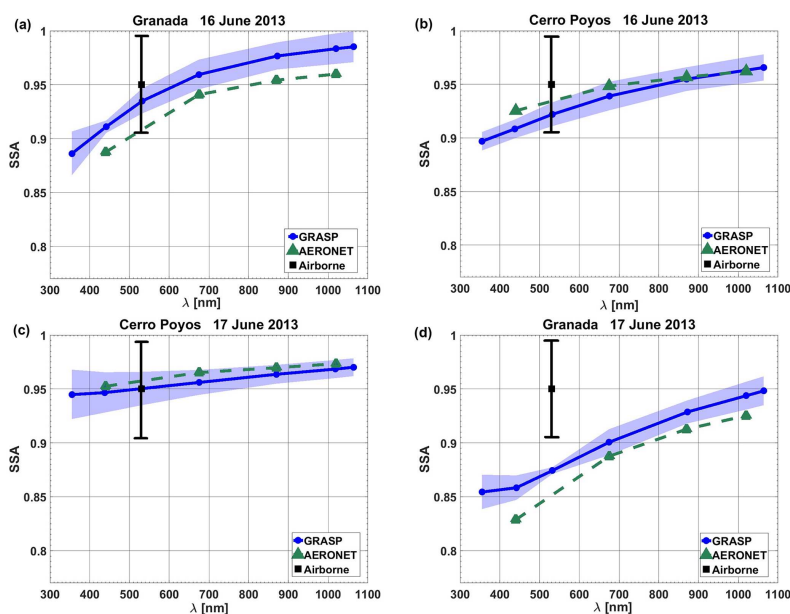 (a) Granada 16 June 2013
1
0.95
0.9
0.85
0.8
SSA
GRASP
AERONET
Airborne
300 400 500 600 700 800 900 1000 1100
λ [nm]
(b) Cerro Poyos 16 June 2013
1
0.95
0.9
0.85
0.8
SSA
GRASP
AERONET
Airborne
300 400 500 600 700 800 900 1000 1100
λ [nm]
(c) Cerro Poyos 17 June 2013
1
0.95
0.9
0.85
0.8
SSA
GRASP
AERONET
Airborne
300 400 500 600 700 800 900 1000 1100
λ [nm]
(d) Granada 17 June 2013
1
0.95
0.9
0.85
0.8
SSA
GRASP
AERONET
Airborne
300 400 500 600 700 800 900 1000 1100
λ [nm]